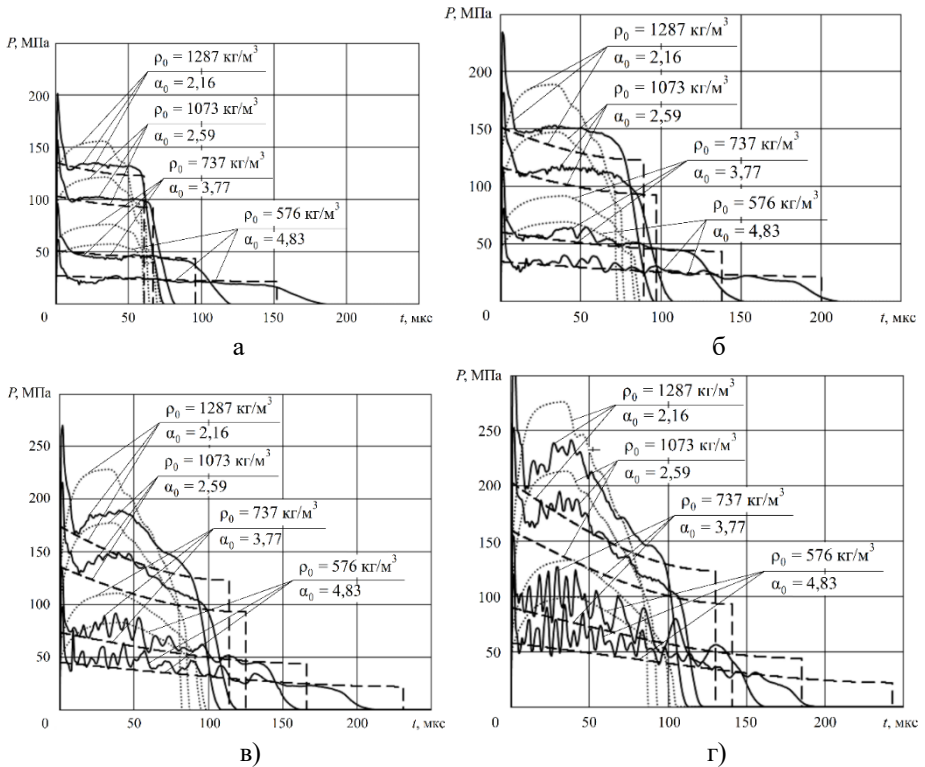 P, МПа
250
200
150
100
50
0
50
100
150
200
t, мкс
ρ₀ = 1287 кг/м³
α₀ = 2,16
ρ₀ = 1073 кг/м³
α₀ = 2,59
ρ₀ = 737 кг/м³
α₀ = 3,77
ρ₀ = 576 кг/м³
α₀ = 4,83
а
P, МПа
250
200
150
100
50
0
50
100
150
200
250
t, мкс
ρ₀ = 1287 кг/м³
α₀ = 2,16
ρ₀ = 1073 кг/м³
α₀ = 2,59
ρ₀ = 737 кг/м³
α₀ = 3,77
ρ₀ = 576 кг/м³
α₀ = 4,83
б
P, МПа
250
200
150
100
50
0
50
100
150
200
t, мкс
ρ₀ = 1287 кг/м³
α₀ = 2,16
ρ₀ = 1073 кг/м³
α₀ = 2,59
ρ₀ = 737 кг/м³
α₀ = 3,77
ρ₀ = 576 кг/м³
α₀ = 4,83
в)
P, МПа
250
200
150
100
50
0
50
100
150
200
t, мкс
ρ₀ = 1287 кг/м³
α₀ = 2,16
ρ₀ = 1073 кг/м³
α₀ = 2,59
ρ₀ = 737 кг/м³
α₀ = 3,77
ρ₀ = 576 кг/м³
α₀ = 4,83
г)